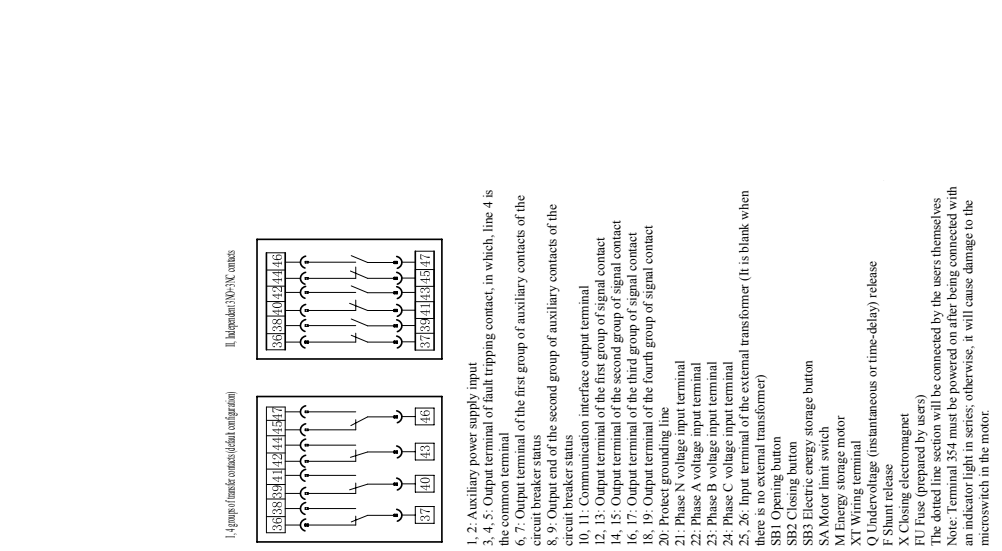 I, 4 groups of transfer contacts(default configuration)
36 38 39 41 42 44 45 47
37 40 43 46
II, Independent 3NO+3NC contacts
36 38 40 42 44 46
37 39 41 43 45 47
1, 2: Auxiliary power supply input
3, 4, 5: Output terminal of fault tripping contact, in which, line 4 is
the common terminal
6, 7: Output terminal of the first group of auxiliary contacts of the
circuit breaker status
8, 9: Output end of the second group of auxiliary contacts of the
circuit breaker status
10, 11: Communication interface output terminal
12, 13: Output terminal of the first group of signal contact
14, 15: Output terminal of the second group of signal contact
16, 17: Output terminal of the third group of signal contact
18, 19: Output terminal of the fourth group of signal contact
20: Protect grounding line
21: Phase N voltage input terminal
22: Phase A voltage input terminal
23: Phase B voltage input terminal
24: Phase C voltage input terminal
25, 26: Input terminal of the external transformer (It is blank when
there is no external transformer)
SB1 Opening button
SB2 Closing button
SB3 Electric energy storage button
SA Motor limit switch
M Energy storage motor
XT Wiring terminal
Q Undervoltage (instantaneous or time-delay) release
F Shunt release
X Closing electromagnet
FU Fuse (prepared by users)
The dotted line section will be connected by the users themselves
Note: Terminal 354 must be powered on after being connected with
an indicator light in series; otherwise, it will cause damage to the
microswitch in the motor.